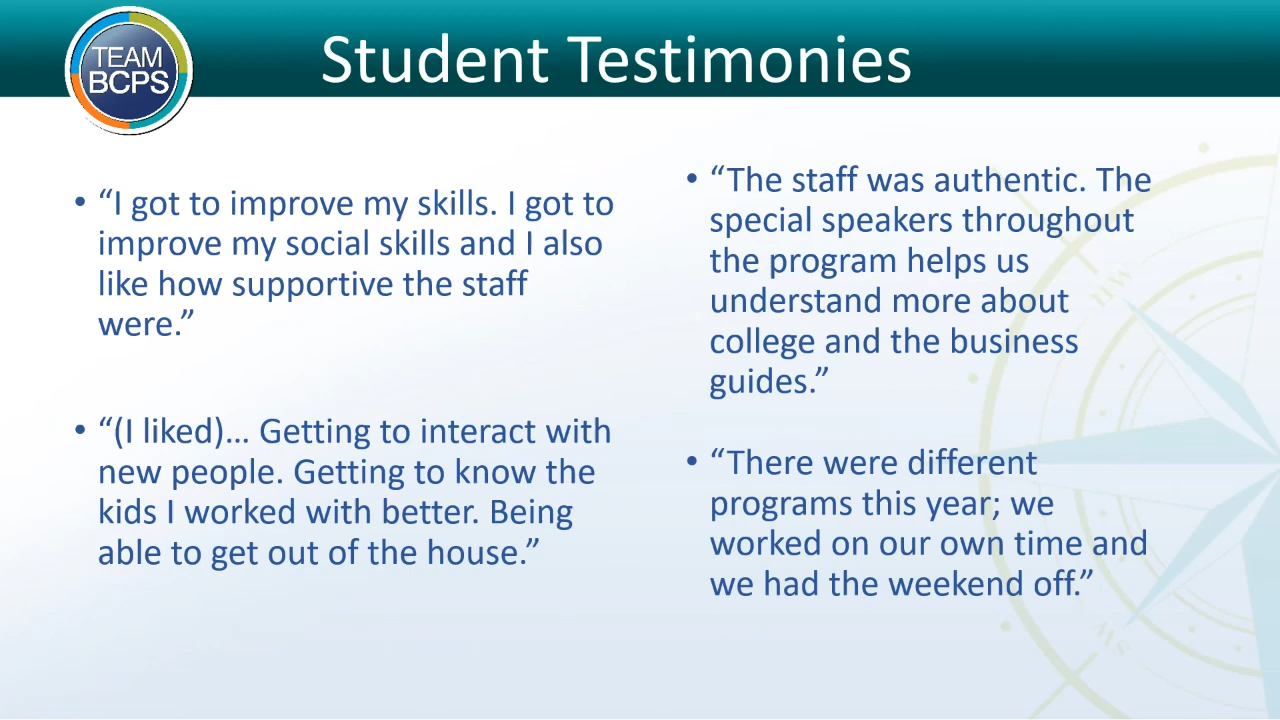 TEAM
BCPS
Student Testimonies
• “I got to improve my skills. I got to
improve my social skills and I also
like how supportive the staff
were.”
• “(I liked)… Getting to interact with
new people. Getting to know the
kids I worked with better. Being
able to get out of the house.”
• “The staff was authentic. The
special speakers throughout
the program helps us
understand more about
college and the business
guides.”
• “There were different
programs this year; we
worked on our own time and
we had the weekend off.”
NW
SW